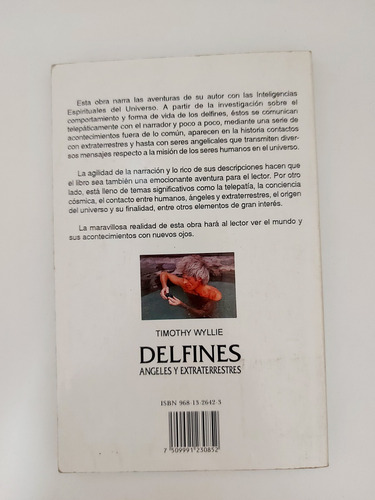 Esta obra narra las aventuras de su autor con las Inteligencias
Espirituales del Universo. A partir de la investigación sobre el
comportamiento y forma de vida de los delfines, éstos se comunican
telepáticamente con el narrador y poco a poco, mediante una serie de
acontecimientos fuera de lo común, aparecen en la historia contactos
con extraterrestres y hasta con seres angelicales que transmiten diver-
sos mensajes respecto a la misión de los seres humanos en el universo.
La agilidad de la narración y lo rico de sus descripciones hacen que
el libro sea también una emocionante aventura para el lector. Por otro
lado, está lleno de temas significativos como la telepatía, la conciencia
cósmica, el contacto entre humanos, ángeles y extraterrestres, el origen
del universo y su finalidad, entre otros elementos de gran interés.
La maravillosa realidad de esta obra hará al lector ver el mundo y
sus acontecimientos con nuevos ojos.
TIMOTHY WYLLIE
DELFINES
ANGELES Y EXTRATERRESTRES
ISBN 968-13-2642-3
7 509991 230852